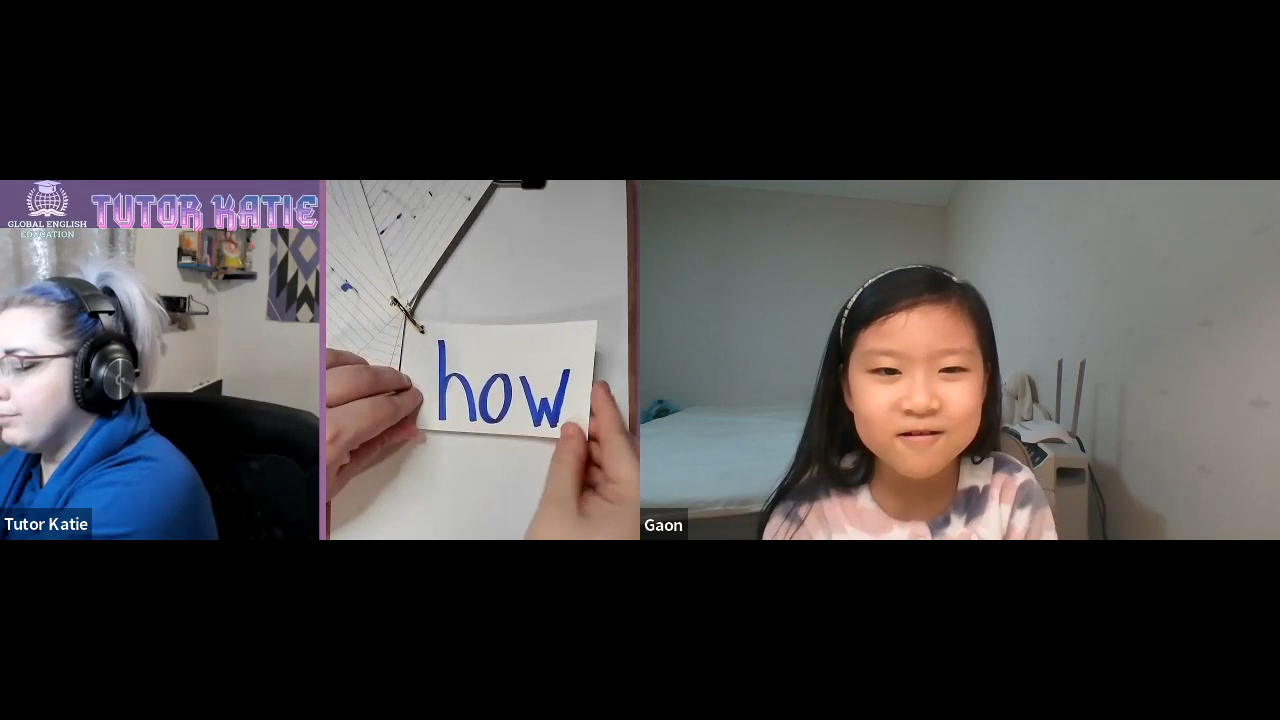 GLOBAL ENGLISH
EDUCATION
TUTOR KATIE
how
Tutor Katie
Gaon